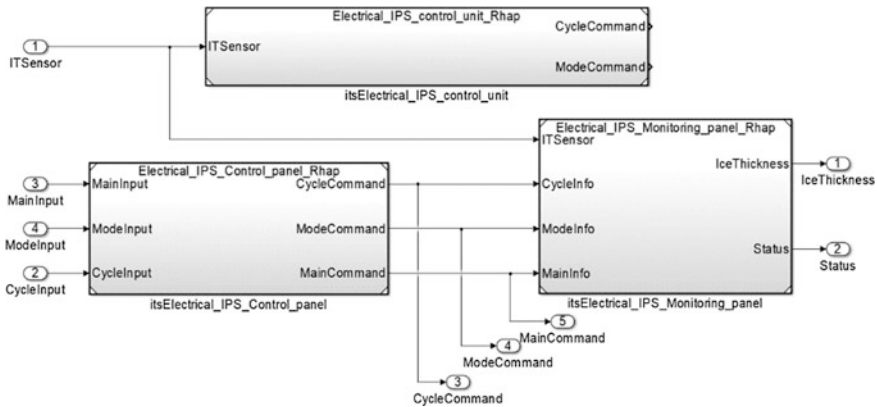 Electrical_IPS_control_unit_Rhap
CycleCommand
1
ITSensor
ITSensor
ModeCommand
itsElectrical_IPS_control_unit
Electrical_IPS_Monitoring_panel_Rhap
ITSensor
IceThickness
1
IceThickness
Electrical_IPS_Control_panel_Rhap
3
MainInput
MainInput
CycleCommand
CycleInfo
4
ModeInput
ModeInput
ModeCommand
ModeInfo
Status
2
Status
2
CycleInput
CycleInput
MainCommand
MainInfo
itsElectrical_IPS_Control_panel
itsElectrical_IPS_Monitoring_panel
5
MainCommand
4
ModeCommand
3
CycleCommand